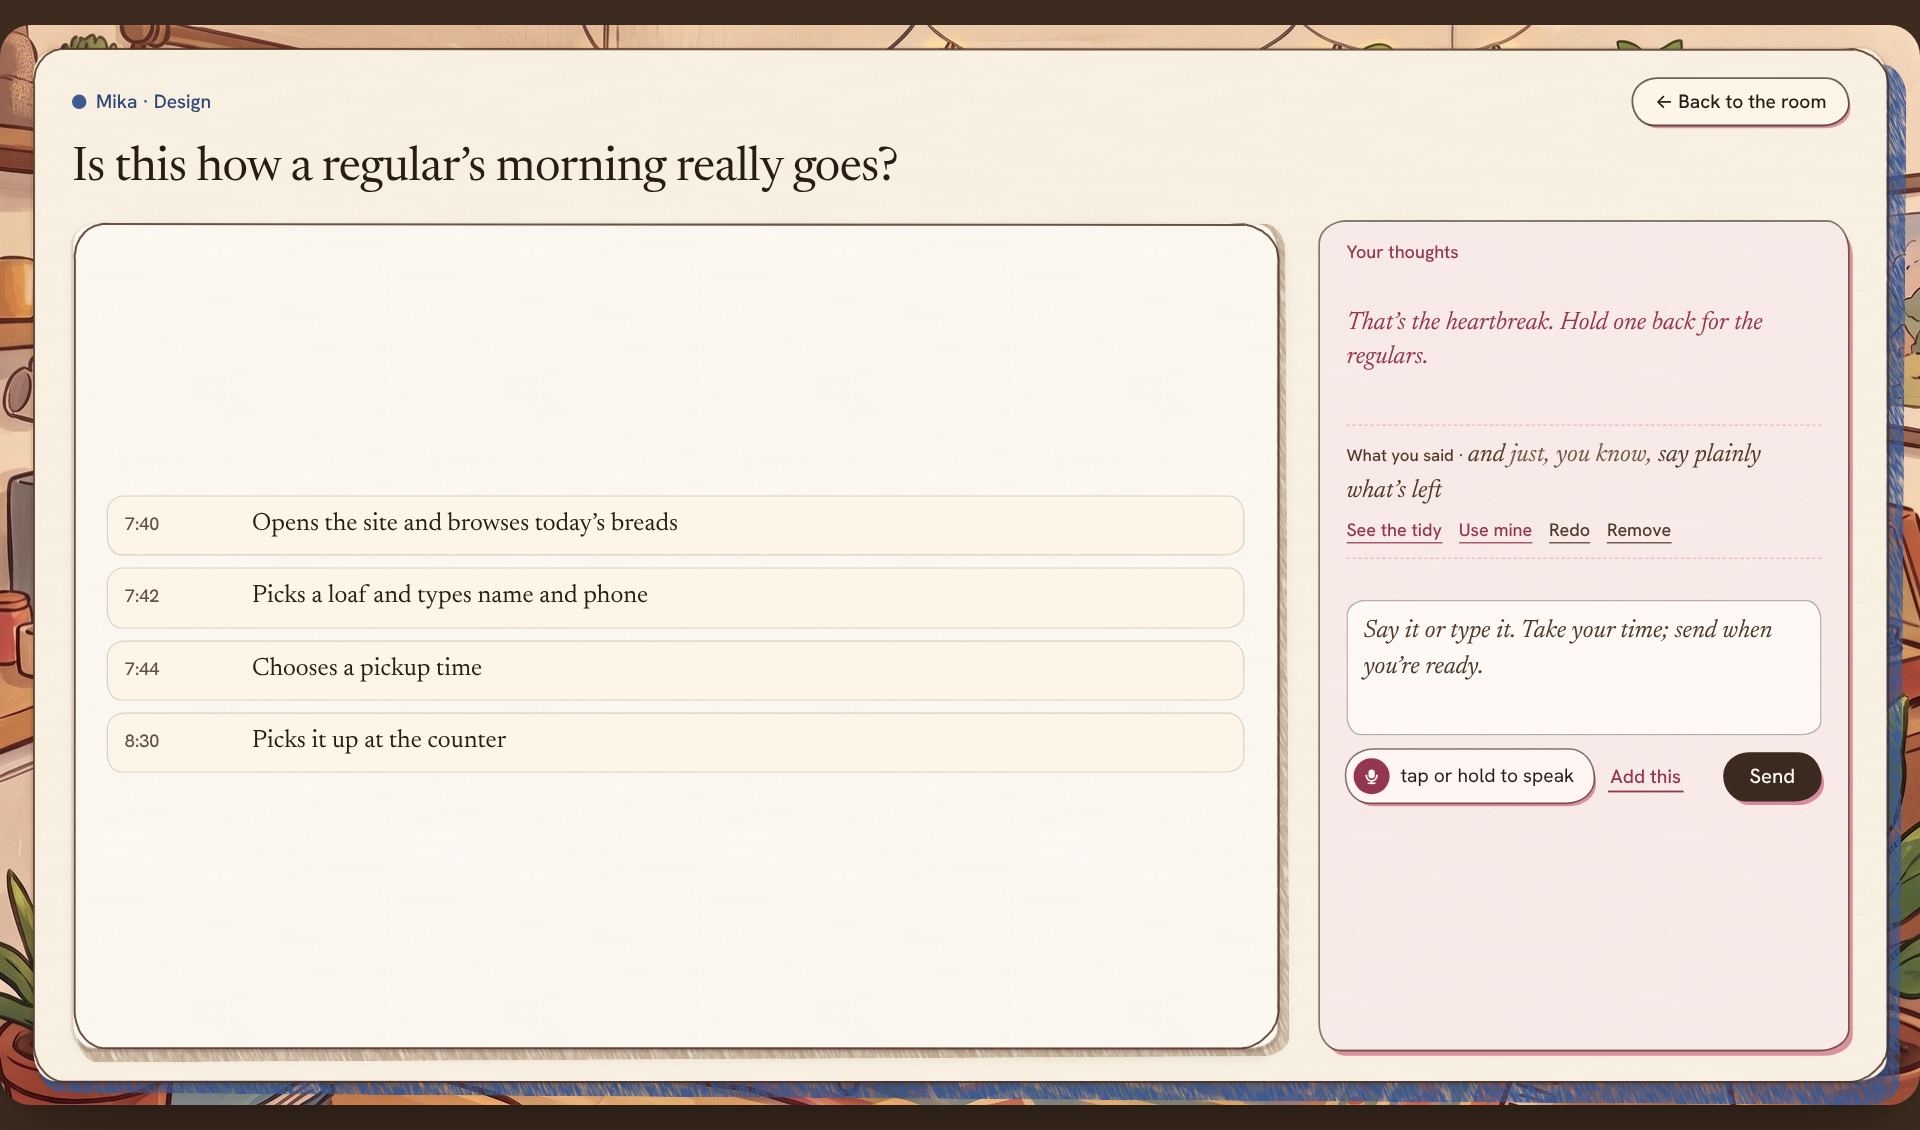 Mika · Design
← Back to the room
Is this how a regular’s morning really goes?
7:40 Opens the site and browses today’s breads
7:42 Picks a loaf and types name and phone
7:44 Chooses a pickup time
8:30 Picks it up at the counter
Your thoughts
That’s the heartbreak. Hold one back for the
regulars.
What you said · and just, you know, say plainly
what’s left
See the tidy Use mine Redo Remove
Say it or type it. Take your time; send when
you’re ready.
tap or hold to speak Add this Send